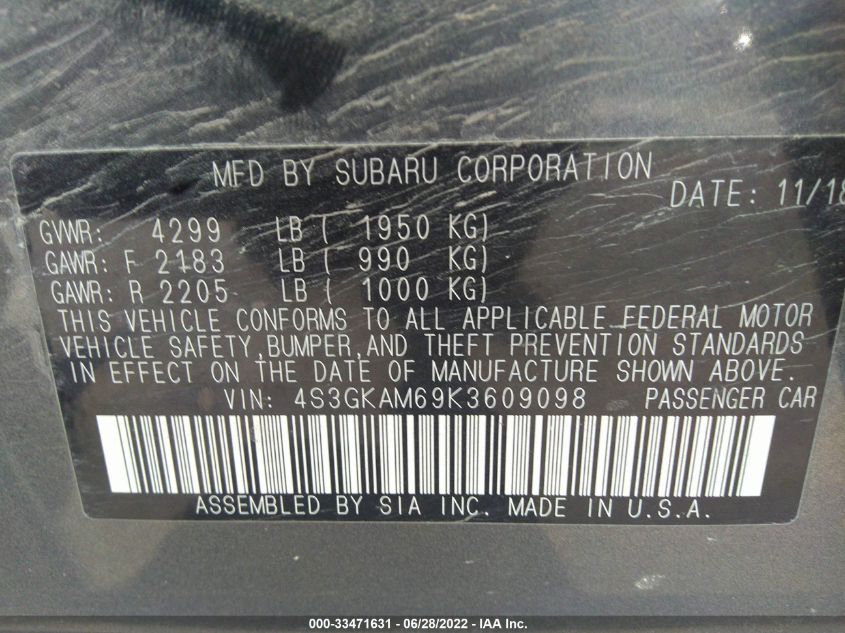 MFD BY SUBARU CORPORATION
DATE: 11/18
GVWR: 4299 LB ( 1950 KG)
GAWR: F 2183 LB ( 990 KG)
GAWR: R 2205 LB ( 1000 KG)
THIS VEHICLE CONFORMS TO ALL APPLICABLE FEDERAL MOTOR
VEHICLE SAFETY,BUMPER,AND THEFT PREVENTION STANDARDS
IN EFFECT ON THE DATE OF MANUFACTURE SHOWN ABOVE.
VIN: 4S3GKAM69K3609098 PASSENGER CAR
ASSEMBLED BY SIA INC. MADE IN U.S.A.
000-33471631 - 06/28/2022 - IAA Inc.